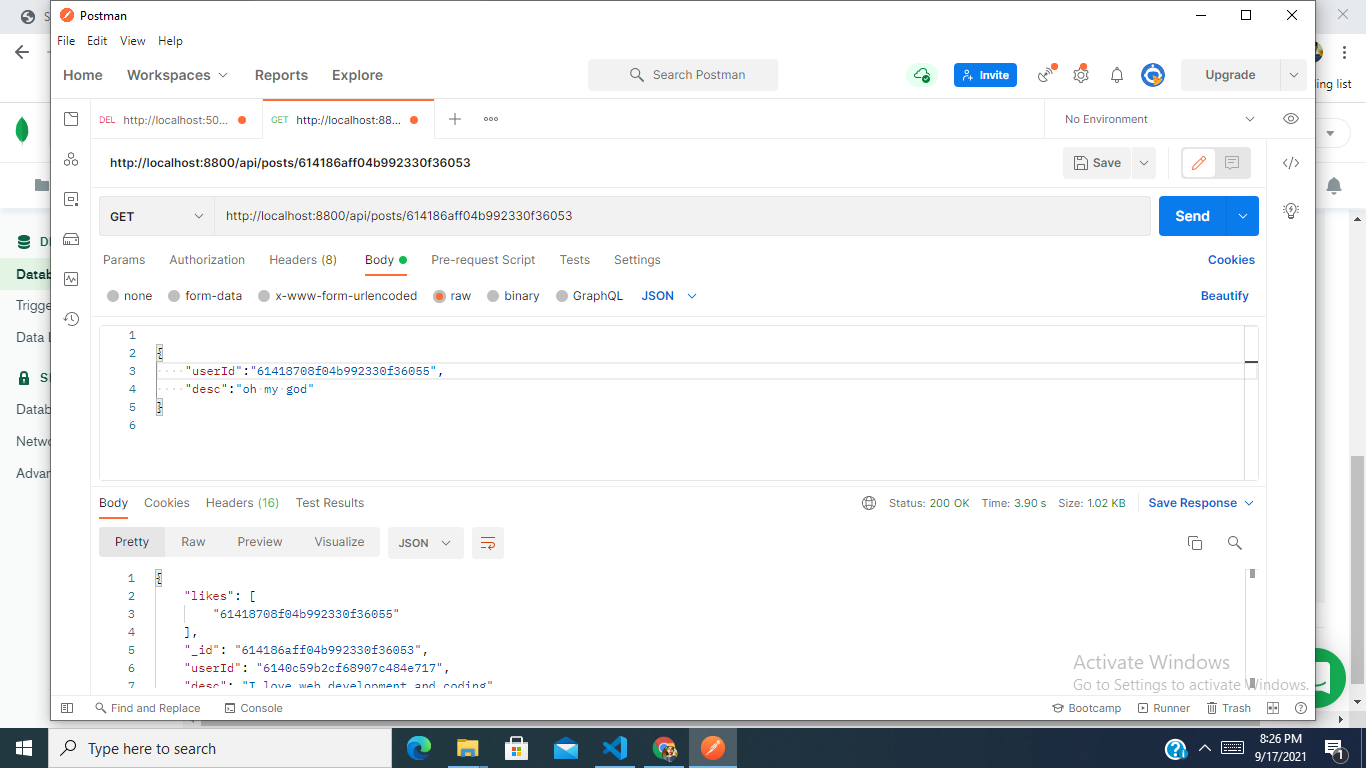 Postman
File Edit View Help
Home Workspaces Reports Explore Search Postman Invite Upgrade
ing list
DEL http://localhost:50... GET http://localhost:88... No Environment
http://localhost:8800/api/posts/614186aff04b992330f36053 Save
GET http://localhost:8800/api/posts/614186aff04b992330f36053 Send
Params Authorization Headers (8) Body Pre-request Script Tests Settings Cookies
Datab
Trigge
Data
Datab
Netwo
Advan
none form-data x-www-form-urlencoded raw binary GraphQL JSON Beautify
1
2 {
3 "userId":"61418708f04b992330f36055",
4 "desc":"oh my god"
5 }
6
Body Cookies Headers (16) Test Results Status: 200 OK Time: 3.90 s Size: 1.02 KB Save Response
Pretty Raw Preview Visualize JSON
1 {
2 "likes": [
3 "61418708f04b992330f36055"
4 ],
5 "_id": "614186aff04b992330f36053",
6 "userId": "6140c59b2cf68907c484e717",
7 "desc": "I love web development and coding"
Activate Windows
Go to Settings to activate Windows.
Find and Replace Console Bootcamp Runner Trash
Type here to search
8:26 PM
9/17/2021
1